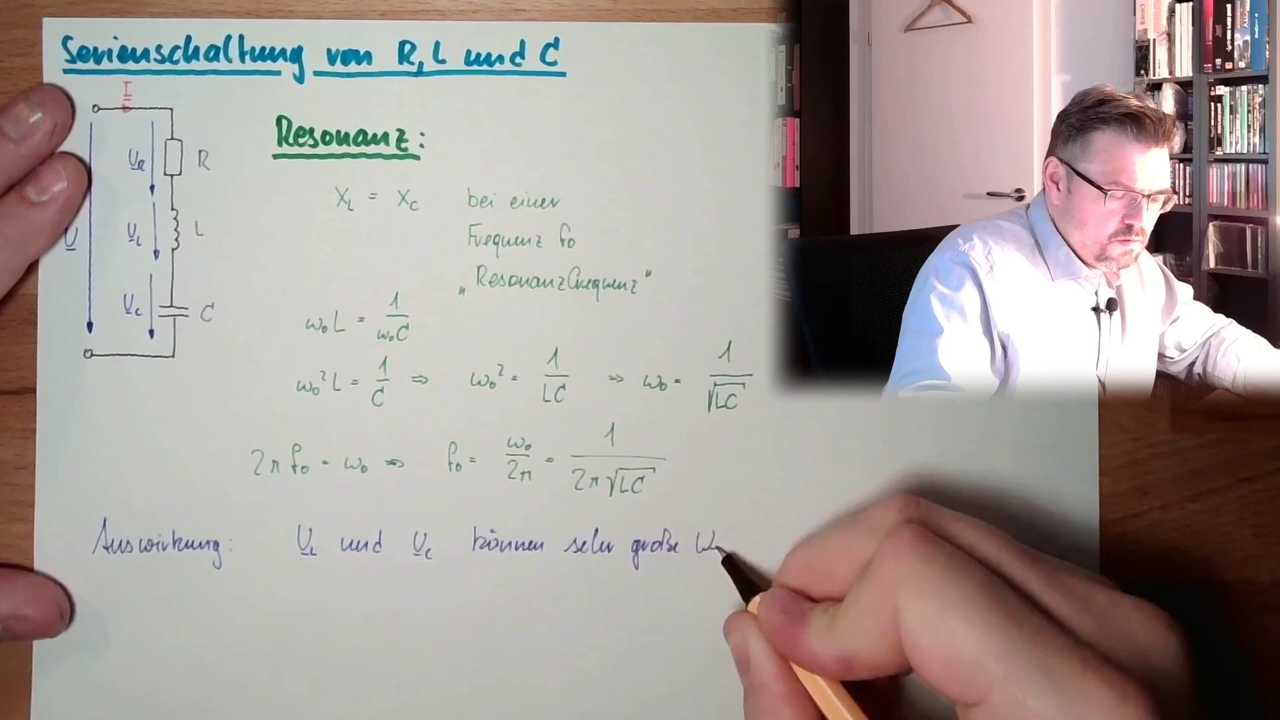 Serienschaltung von R, L und C
I
U
U_R
R
U_L
L
U_C
C
Resonanz:
X_L = X_C bei einer
Frequenz f₀
„Resonanzfrequenz"
ω₀L = 1/(ω₀C)
ω₀²L = 1/C ⇒ ω₀² = 1/(LC) ⇒ ω₀ = 1/√(LC)
2π f₀ = ω₀ ⇒ f₀ = ω₀/(2π) = 1/(2π√(LC))
Auswirkung: U_L und U_C können sehr große W